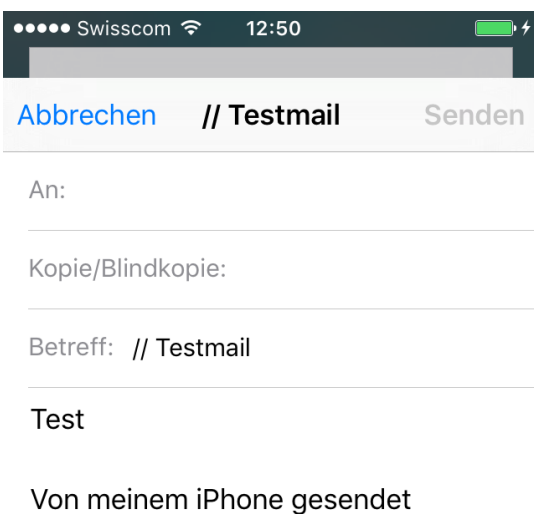 Swisscom 12:50
Abbrechen // Testmail Senden
An:
Kopie/Blindkopie:
Betreff: // Testmail
Test
Von meinem iPhone gesendet